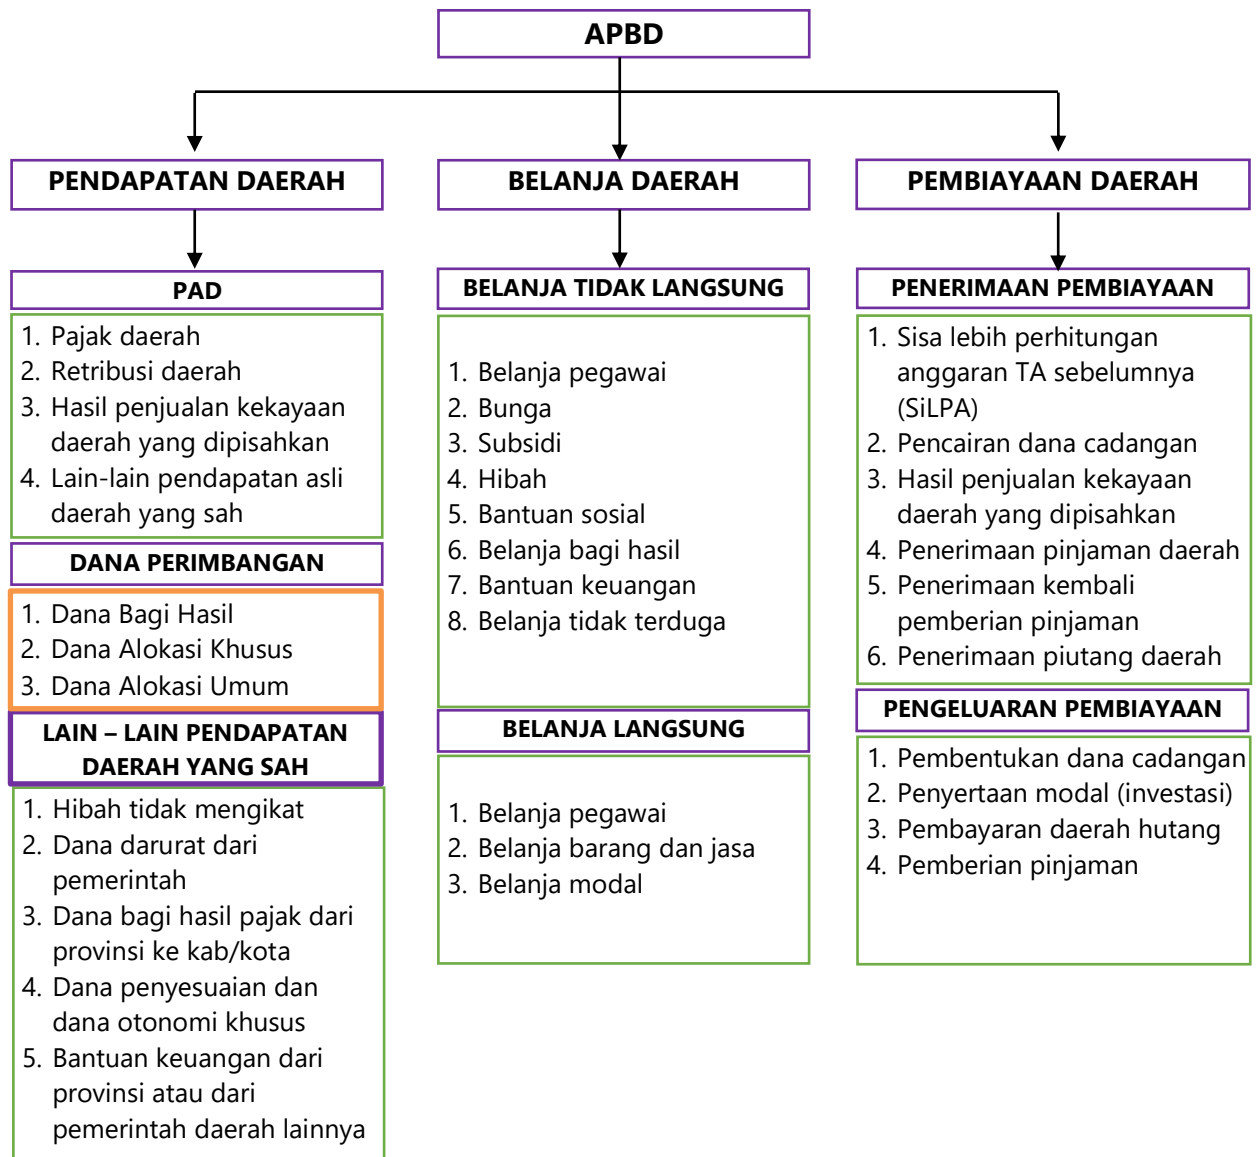 APBD
PENDAPATAN DAERAH
PAD
1. Pajak daerah
2. Retribusi daerah
3. Hasil penjualan kekayaan
daerah yang dipisahkan
4. Lain-lain pendapatan asli
daerah yang sah
DANA PERIMBANGAN
1. Dana Bagi Hasil
2. Dana Alokasi Khusus
3. Dana Alokasi Umum
LAIN – LAIN PENDAPATAN
DAERAH YANG SAH
1. Hibah tidak mengikat
2. Dana darurat dari
pemerintah
3. Dana bagi hasil pajak dari
provinsi ke kab/kota
4. Dana penyesuaian dan
dana otonomi khusus
5. Bantuan keuangan dari
provinsi atau dari
pemerintah daerah lainnya
BELANJA DAERAH
BELANJA TIDAK LANGSUNG
1. Belanja pegawai
2. Bunga
3. Subsidi
4. Hibah
5. Bantuan sosial
6. Belanja bagi hasil
7. Bantuan keuangan
8. Belanja tidak terduga
BELANJA LANGSUNG
1. Belanja pegawai
2. Belanja barang dan jasa
3. Belanja modal
PEMBIAYAAN DAERAH
PENERIMAAN PEMBIAYAAN
1. Sisa lebih perhitungan
anggaran TA sebelumnya
(SiLPA)
2. Pencairan dana cadangan
3. Hasil penjualan kekayaan
daerah yang dipisahkan
4. Penerimaan pinjaman daerah
5. Penerimaan kembali
pemberian pinjaman
6. Penerimaan piutang daerah
PENGELUARAN PEMBIAYAAN
1. Pembentukan dana cadangan
2. Penyertaan modal (investasi)
3. Pembayaran daerah hutang
4. Pemberian pinjaman